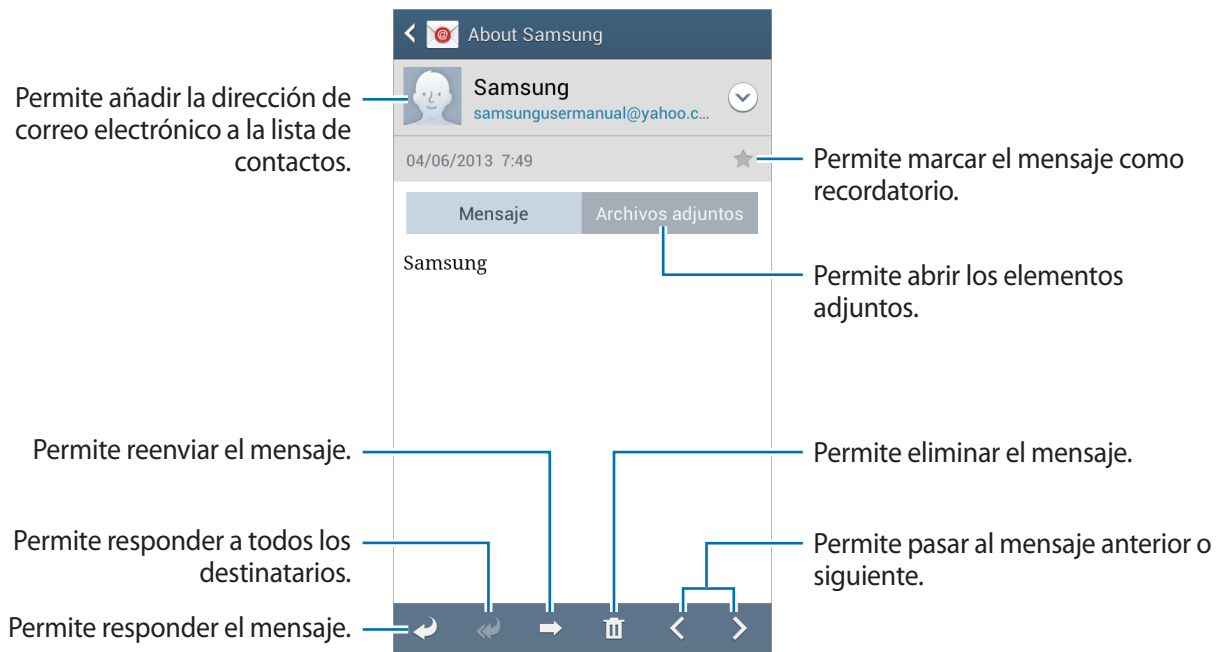 About Samsung
Samsung
samsungusermanual@yahoo.c...
04/06/2013 7:49
Mensaje
Archivos adjuntos
Samsung
Permite añadir la dirección de
correo electrónico a la lista de
contactos.
Permite reenviar el mensaje.
Permite responder a todos los
destinatarios.
Permite responder el mensaje.
Permite marcar el mensaje como
recordatorio.
Permite abrir los elementos
adjuntos.
Permite eliminar el mensaje.
Permite pasar al mensaje anterior o
siguiente.